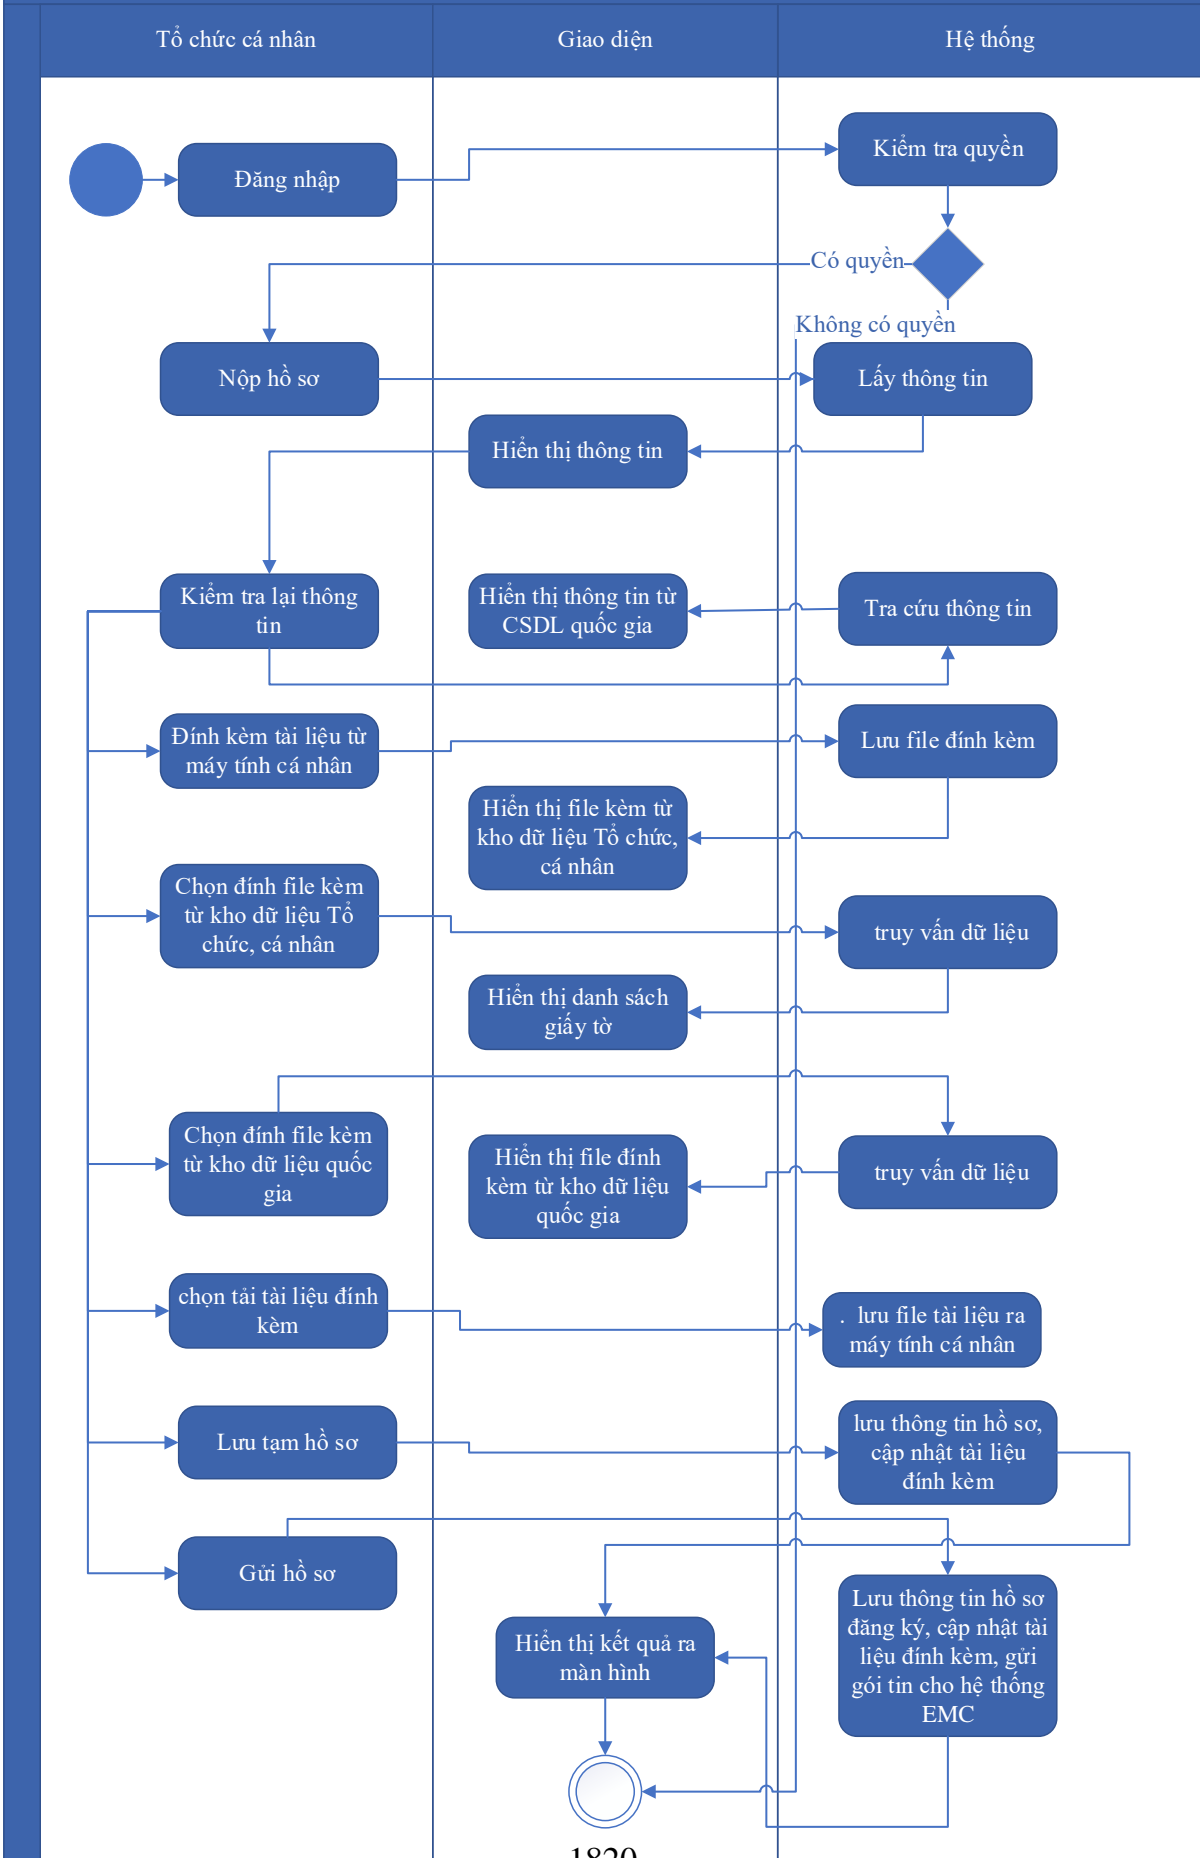 Tổ chức cá nhân
Giao diện
Hệ thống
Đăng nhập
Kiểm tra quyền
Có quyền
Không có quyền
Nộp hồ sơ
Lấy thông tin
Hiển thị thông tin
Kiểm tra lại thông
tin
Hiển thị thông tin từ
CSDL quốc gia
Tra cứu thông tin
Đính kèm tài liệu từ
máy tính cá nhân
Lưu file đính kèm
Hiển thị file kèm từ
kho dữ liệu Tổ chức,
cá nhân
Chọn đính file kèm
từ kho dữ liệu Tổ
chức, cá nhân
truy vấn dữ liệu
Hiển thị danh sách
giấy tờ
Chọn đính file kèm
từ kho dữ liệu quốc
gia
Hiển thị file đính
kèm từ kho dữ liệu
quốc gia
truy vấn dữ liệu
chọn tải tài liệu đính
kèm
. lưu file tài liệu ra
máy tính cá nhân
Lưu tạm hồ sơ
lưu thông tin hồ sơ,
cập nhật tài liệu
đính kèm
Gửi hồ sơ
Lưu thông tin hồ sơ
đăng ký, cập nhật tài
liệu đính kèm, gửi
gói tin cho hệ thống
EMC
Hiển thị kết quả ra
màn hình
1820